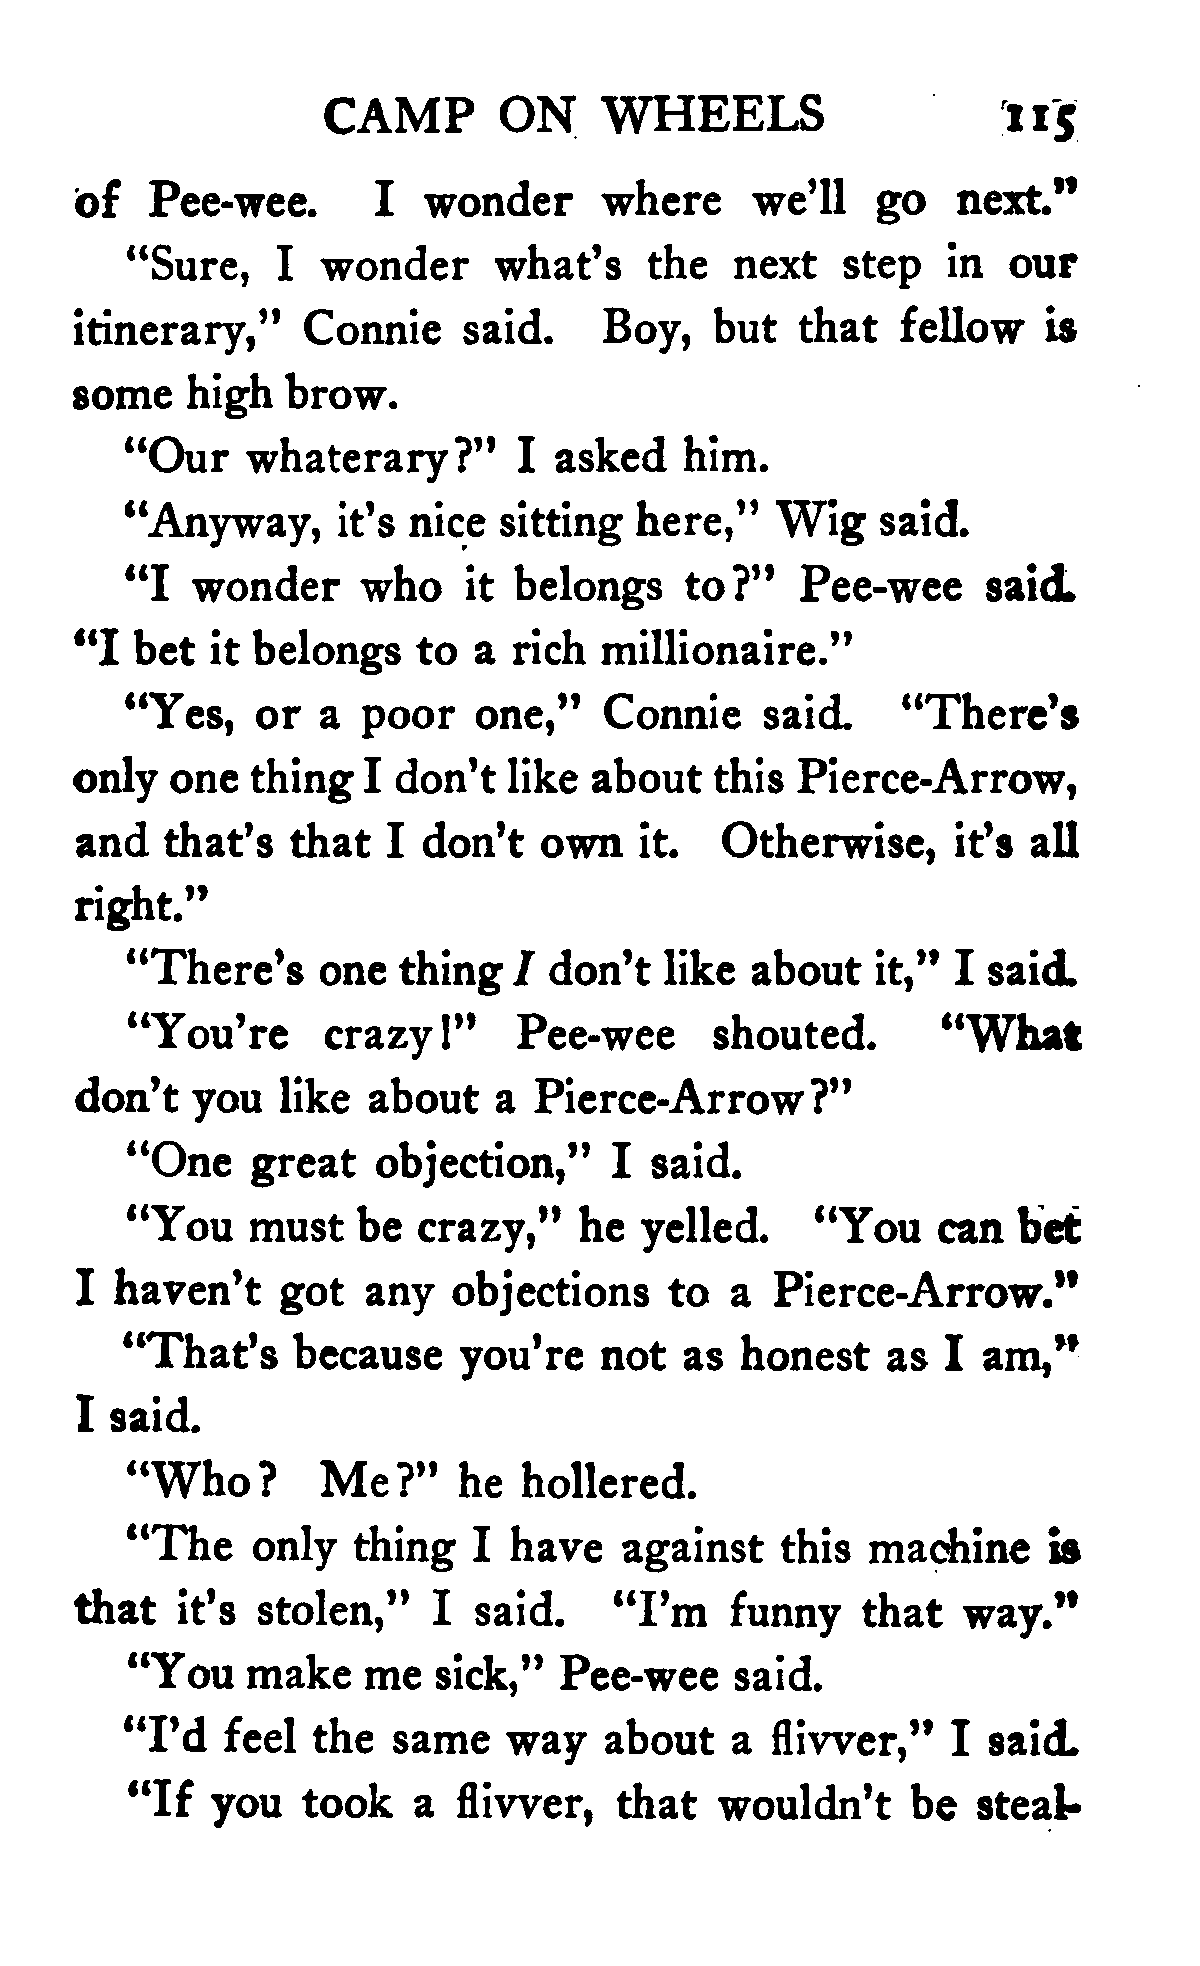 CAMP ON WHEELS 115
of Pee-wee. I wonder where we'll go next."
"Sure, I wonder what's the next step in our
itinerary," Connie said. Boy, but that fellow is
some high brow.
"Our whaterary?" I asked him.
"Anyway, it's nice sitting here," Wig said.
"I wonder who it belongs to?" Pee-wee said.
"I bet it belongs to a rich millionaire."
"Yes, or a poor one," Connie said. "There's
only one thing I don't like about this Pierce-Arrow,
and that's that I don't own it. Otherwise, it's all
right."
"There's one thing I don't like about it," I said.
"You're crazy!" Pee-wee shouted. "What
don't you like about a Pierce-Arrow?"
"One great objection," I said.
"You must be crazy," he yelled. "You can bet
I haven't got any objections to a Pierce-Arrow."
"That's because you're not as honest as I am,"
I said.
"Who? Me?" he hollered.
"The only thing I have against this machine is
that it's stolen," I said. "I'm funny that way."
"You make me sick," Pee-wee said.
"I'd feel the same way about a flivver," I said.
"If you took a flivver, that wouldn't be steal-